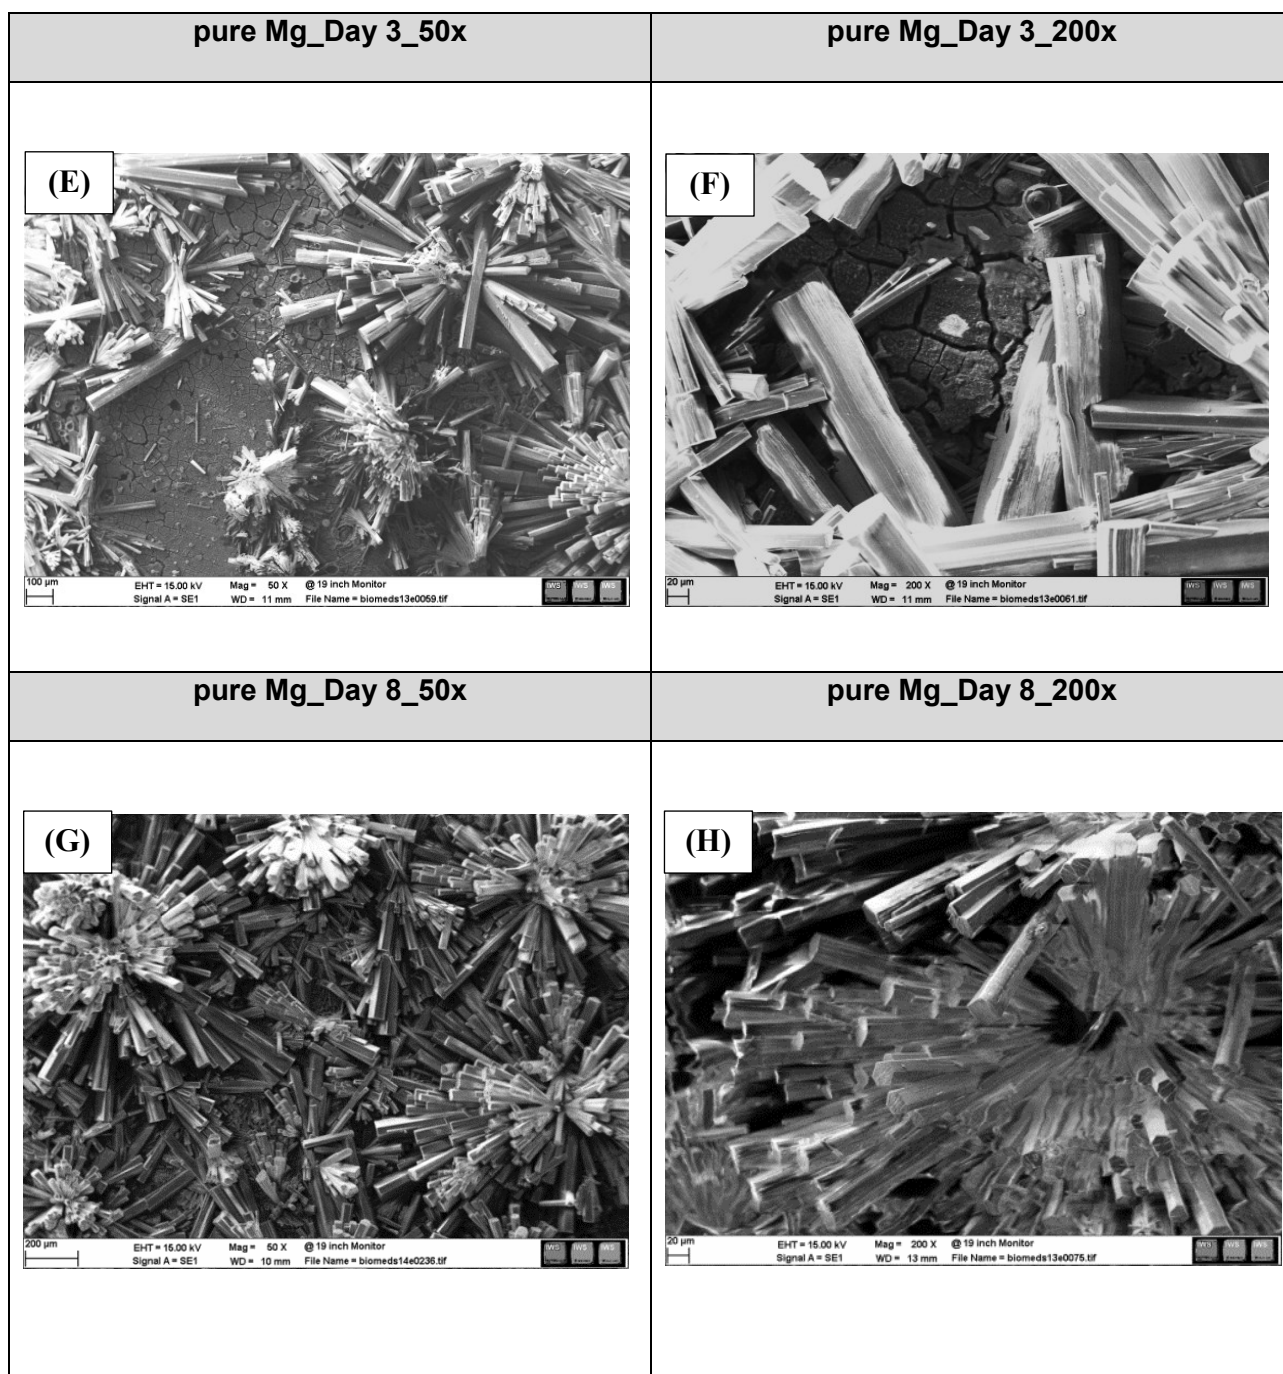 pure Mg_Day 3_50x
pure Mg_Day 3_200x
(E)
(F)
100 µm EHT = 15.00 kV Mag = 50 X @ 19 inch Monitor
Signal A = SE1 WD = 11 mm File Name = biomeds13e0059.tif
20 µm EHT = 15.00 kV Mag = 200 X @ 19 inch Monitor
Signal A = SE1 WD = 11 mm File Name = biomeds13e0061.tif
pure Mg_Day 8_50x
pure Mg_Day 8_200x
(G)
(H)
200 µm EHT = 15.00 kV Mag = 50 X @ 19 inch Monitor
Signal A = SE1 WD = 10 mm File Name = biomeds14e0236.tif
20 µm EHT = 15.00 kV Mag = 200 X @ 19 inch Monitor
Signal A = SE1 WD = 13 mm File Name = biomeds13e0075.tif